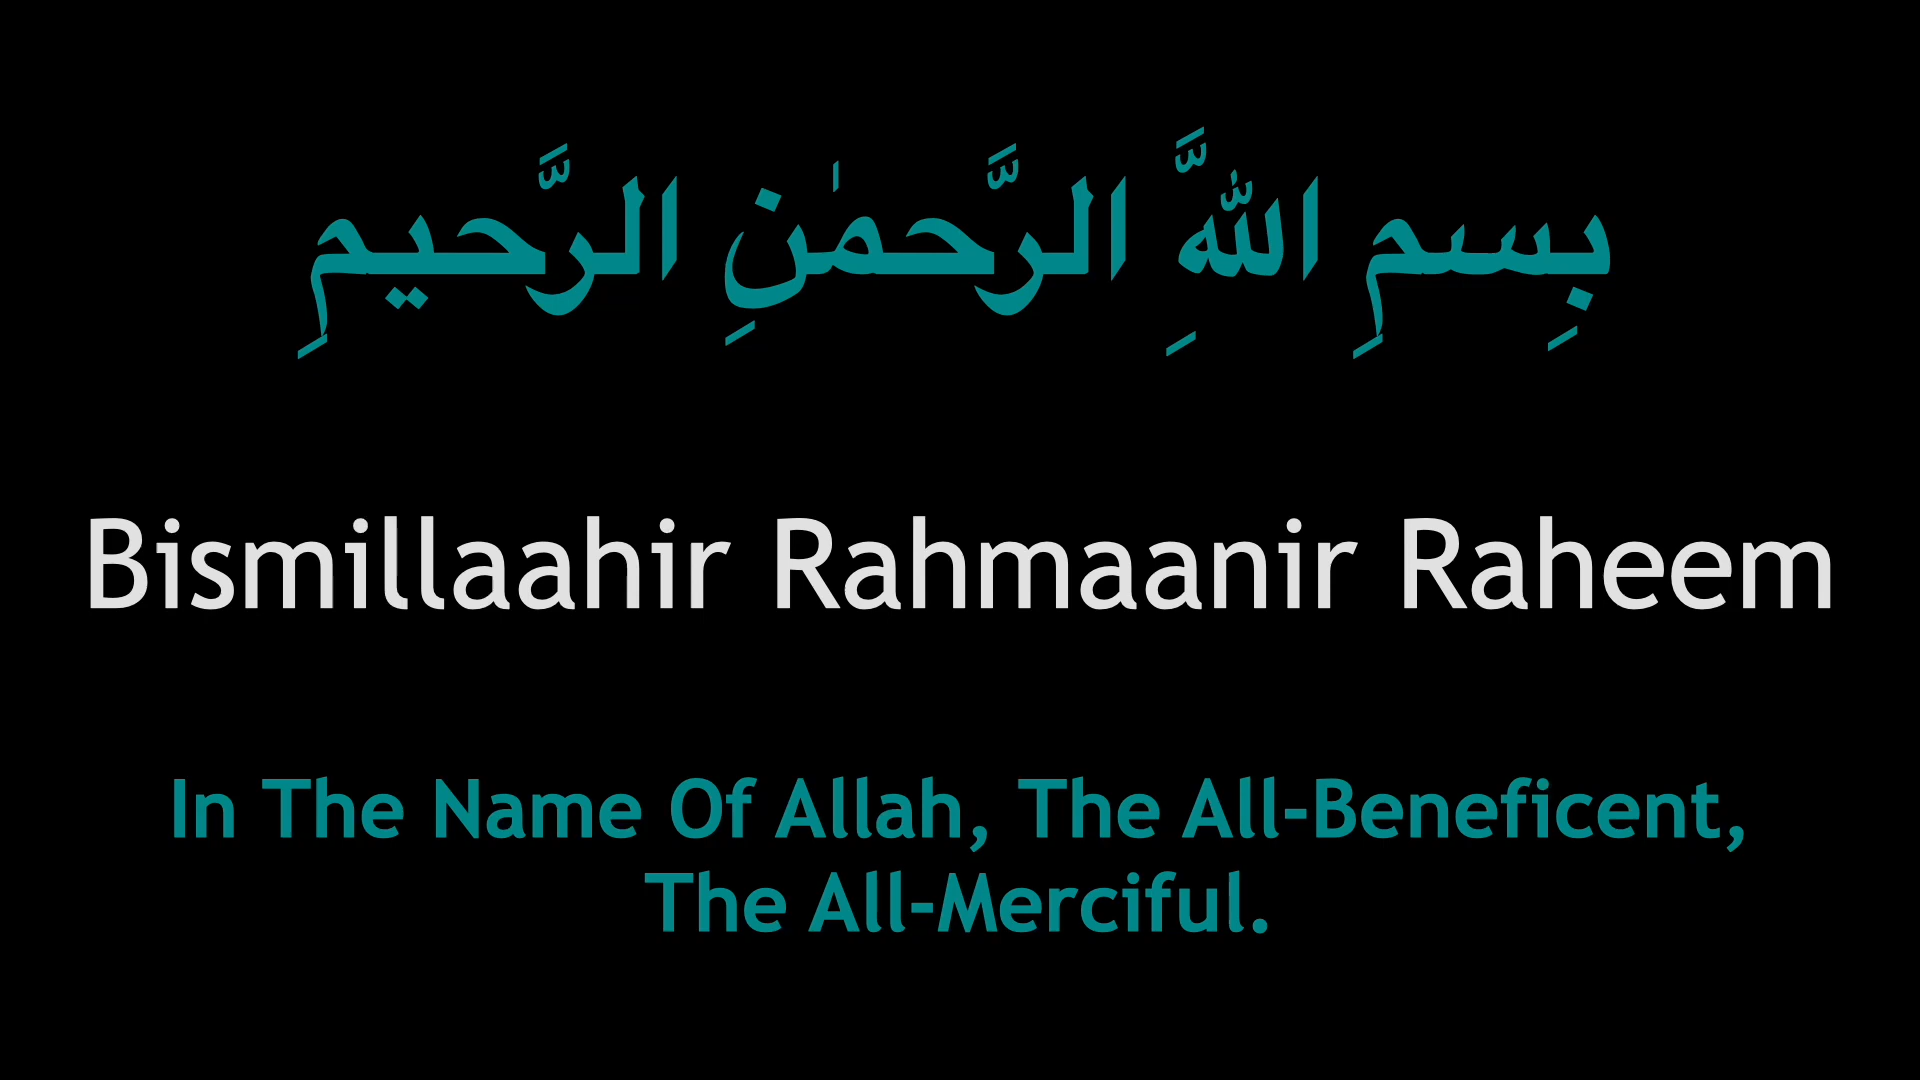 بِسمِ اللَّهِ الرَّحمٰنِ الرَّحيمِ
Bismillaahir Rahmaanir Raheem
In The Name Of Allah, The All-Beneficent,
The All-Merciful.